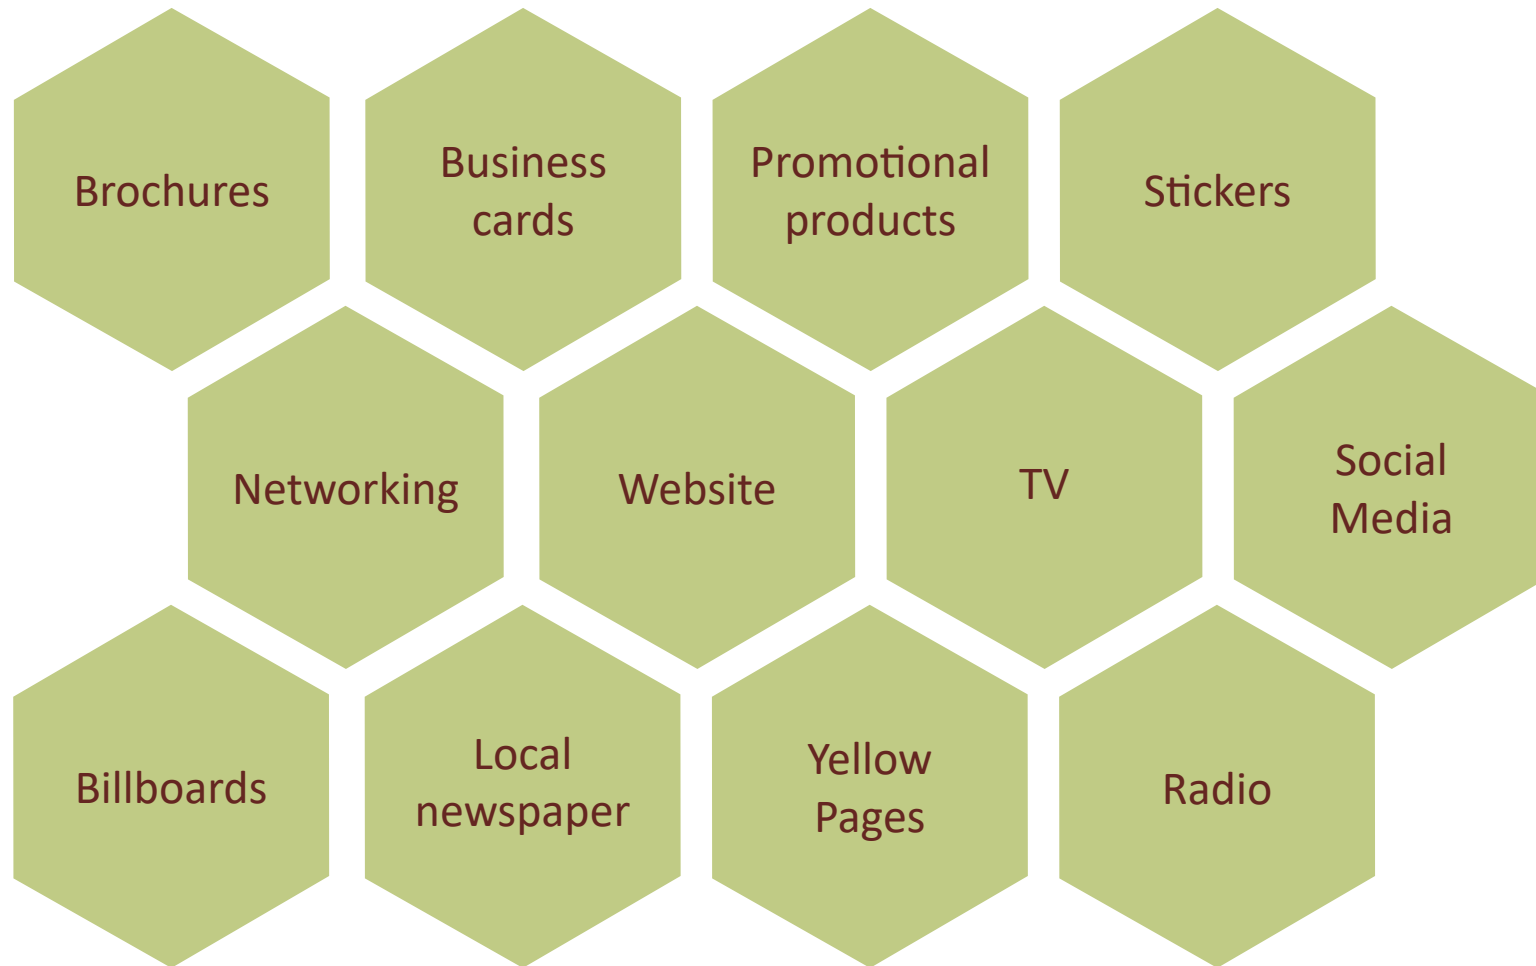 Brochures
Business
cards
Promotional
products
Stickers
Networking
Website
TV
Social
Media
Billboards
Local
newspaper
Yellow
Pages
Radio